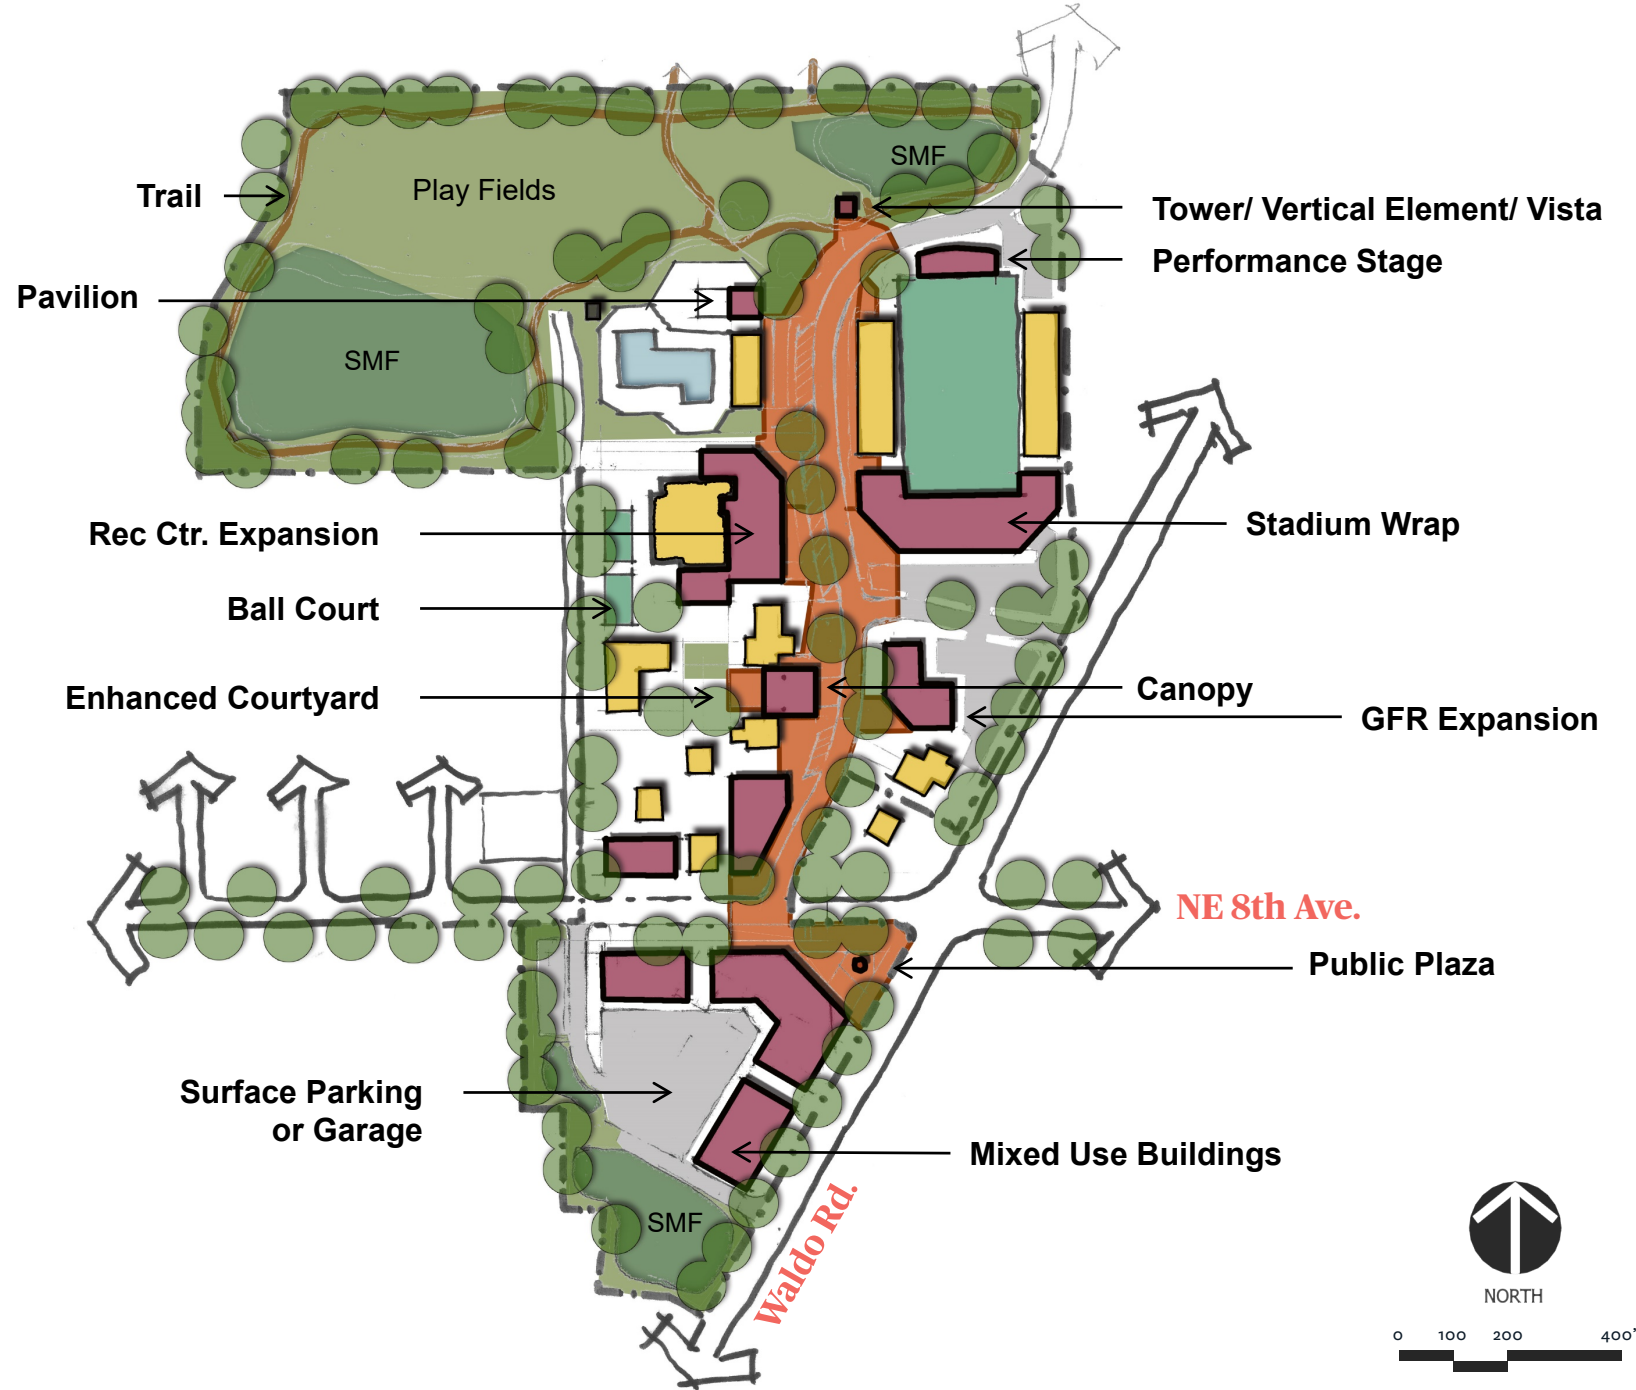 SMF
Play Fields
Trail
Tower/ Vertical Element/ Vista
Performance Stage
Pavilion
SMF
Rec Ctr. Expansion
Stadium Wrap
Ball Court
Enhanced Courtyard
Canopy
GFR Expansion
NE 8th Ave.
Public Plaza
Surface Parking
or Garage
Mixed Use Buildings
SMF
Waldo Rd.
NORTH
0 100 200 400'